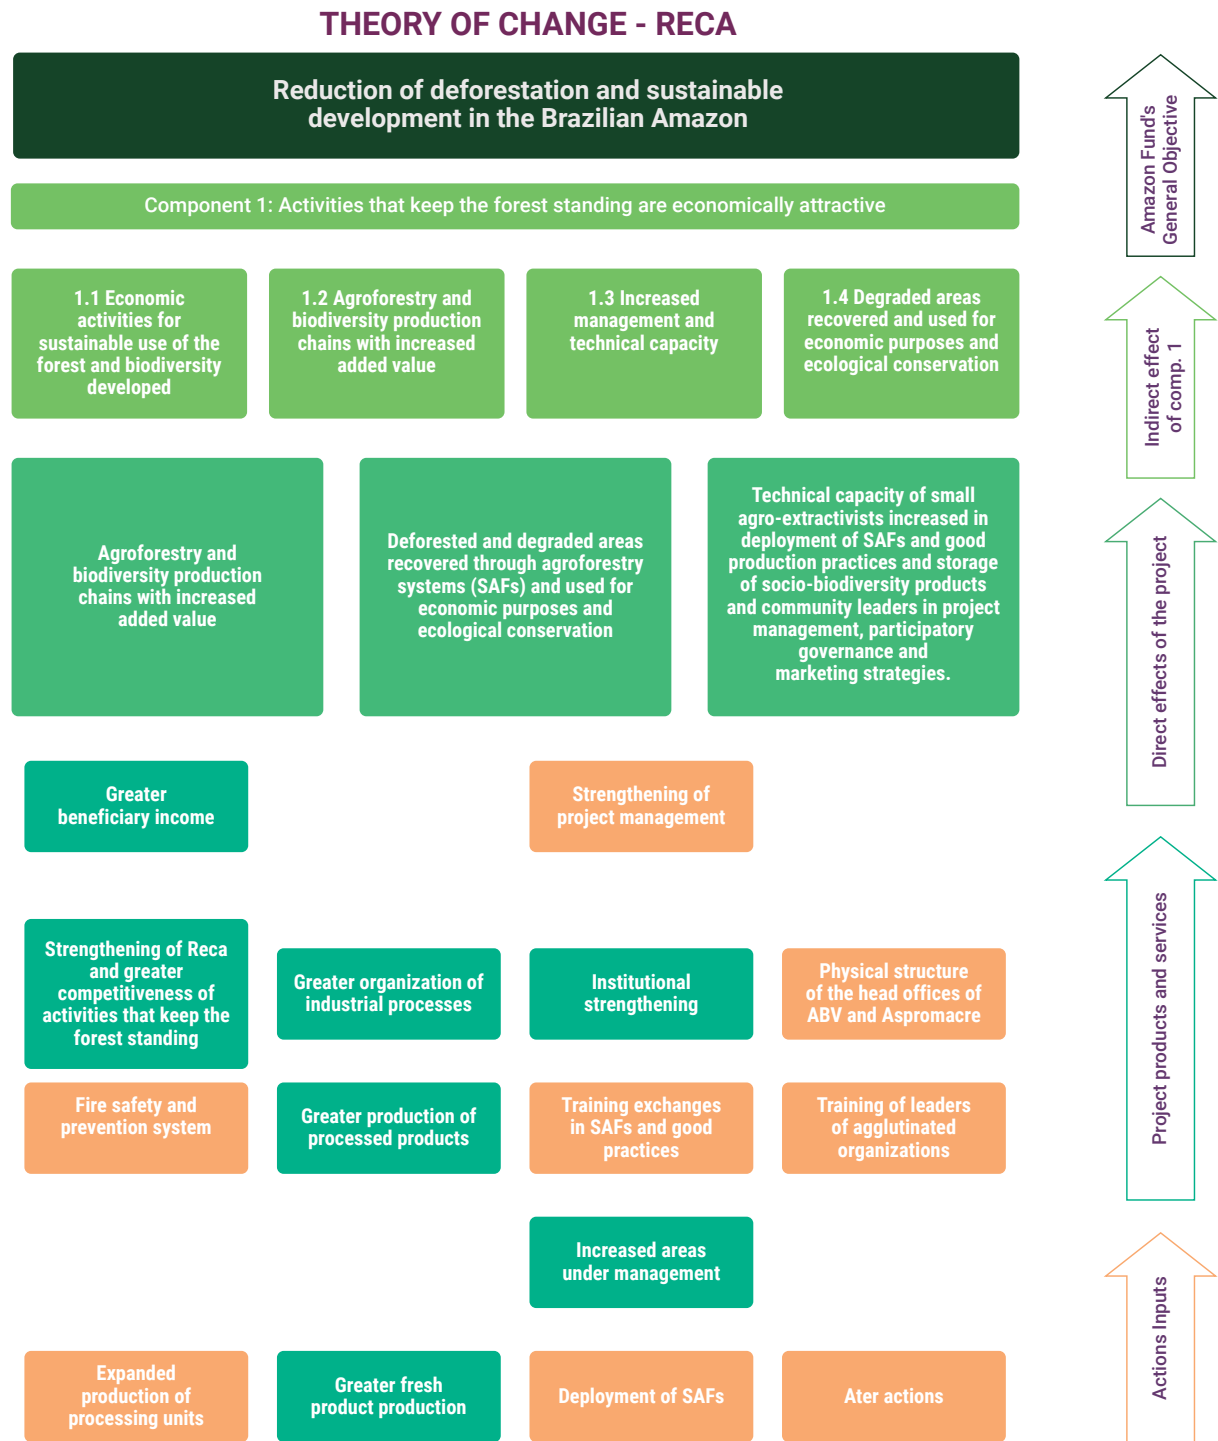 THEORY OF CHANGE - RECA
Reduction of deforestation and sustainable
development in the Brazilian Amazon
Component 1: Activities that keep the forest standing are economically attractive
Amazon Fund's
General Objective
1.1 Economic
activities for
sustainable use of the
forest and biodiversity
developed
1.2 Agroforestry and
biodiversity production
chains with increased
added value
1.3 Increased
management and
technical capacity
1.4 Degraded areas
recovered and used for
economic purposes and
ecological conservation
Indirect effect
of comp. 1
Agroforestry and
biodiversity production
chains with increased
added value
Deforested and degraded areas
recovered through agroforestry
systems (SAFs) and used for
economic purposes and
ecological conservation
Technical capacity of small
agro-extractivists increased in
deployment of SAFs and good
production practices and storage
of socio-biodiversity products
and community leaders in project
management, participatory
governance and
marketing strategies.
Direct effects of the project
Greater
beneficiary income
Strengthening of
project management
Strengthening of Reca
and greater
competitiveness of
activities that keep the
forest standing
Greater organization of
industrial processes
Institutional
strengthening
Physical structure
of the head offices of
ABV and Aspromacre
Project products and services
Fire safety and
prevention system
Greater production of
processed products
Training exchanges
in SAFs and good
practices
Training of leaders
of agglutinated
organizations
Increased areas
under management
Expanded
production of
processing units
Greater fresh
product production
Deployment of SAFs
Ater actions
Actions Inputs